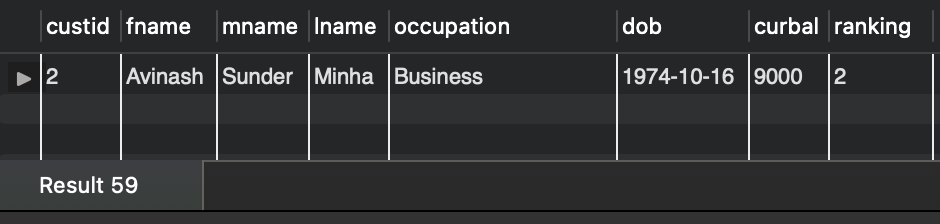 custid fname mname lname occupation dob curbal ranking
2 Avinash Sunder Minha Business 1974-10-16 9000 2
Result 59